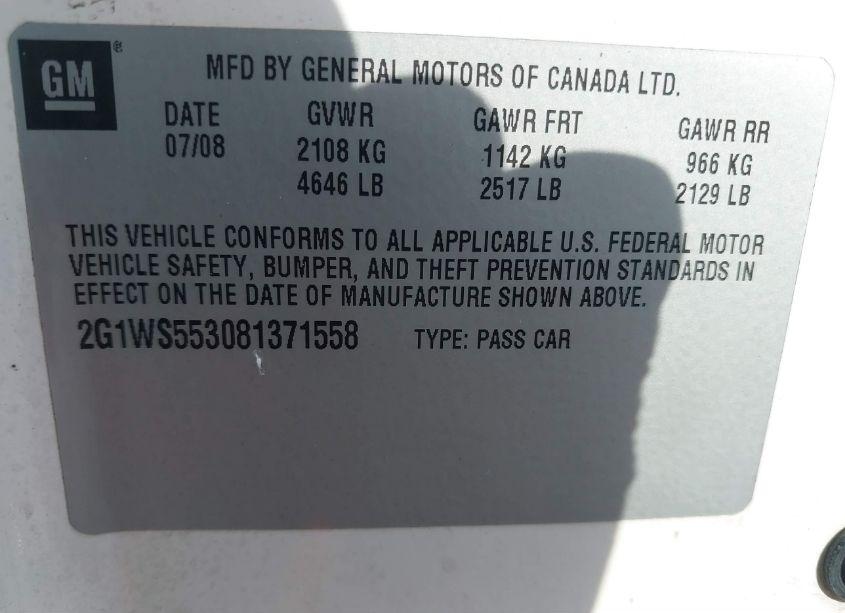 GM ®
MFD BY GENERAL MOTORS OF CANADA LTD.
DATE GVWR GAWR FRT GAWR RR
07/08 2108 KG 1142 KG 966 KG
4646 LB 2517 LB 2129 LB
THIS VEHICLE CONFORMS TO ALL APPLICABLE U.S. FEDERAL MOTOR
VEHICLE SAFETY, BUMPER, AND THEFT PREVENTION STANDARDS IN
EFFECT ON THE DATE OF MANUFACTURE SHOWN ABOVE.
2G1WS553081371558 TYPE: PASS CAR